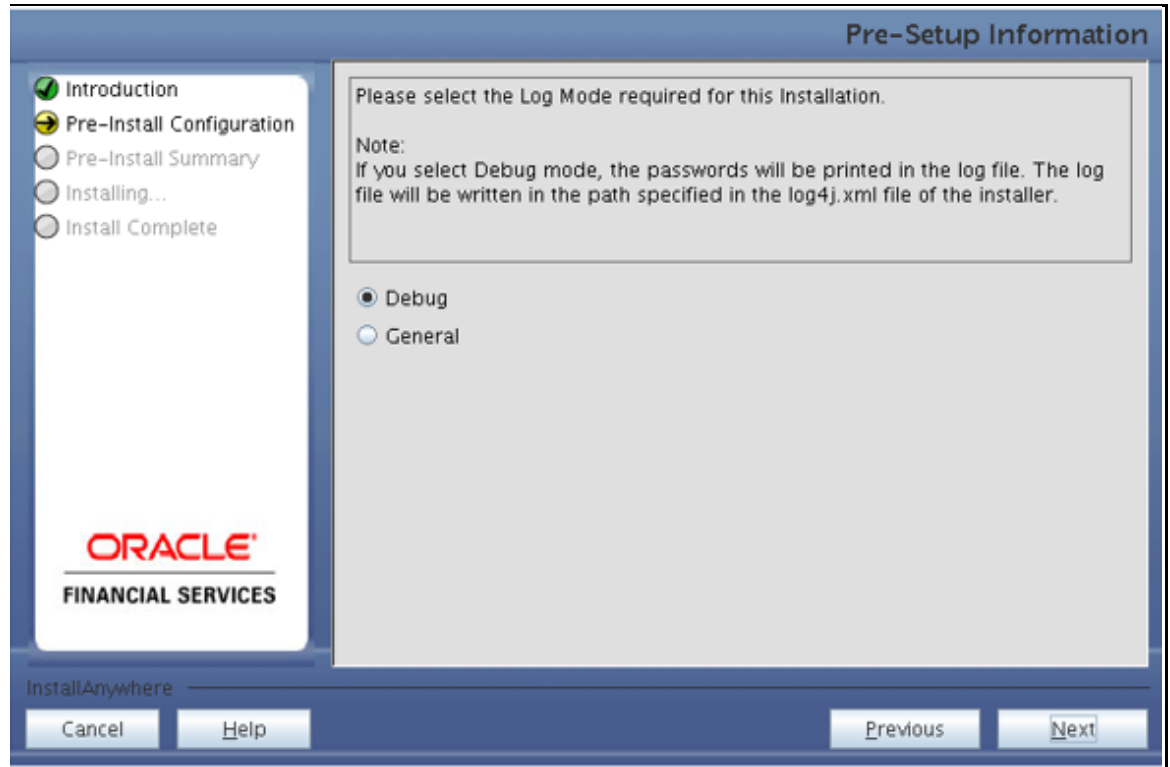 Pre-Setup Information
Introduction
Pre-Install Configuration
Pre-Install Summary
Installing...
Install Complete
ORACLE'
FINANCIAL SERVICES
Please select the Log Mode required for this Installation.
Note:
If you select Debug mode, the passwords will be printed in the log file. The log
file will be written in the path specified in the log4j.xml file of the installer.
Debug
General
InstallAnywhere
Cancel
Help
Previous
Next